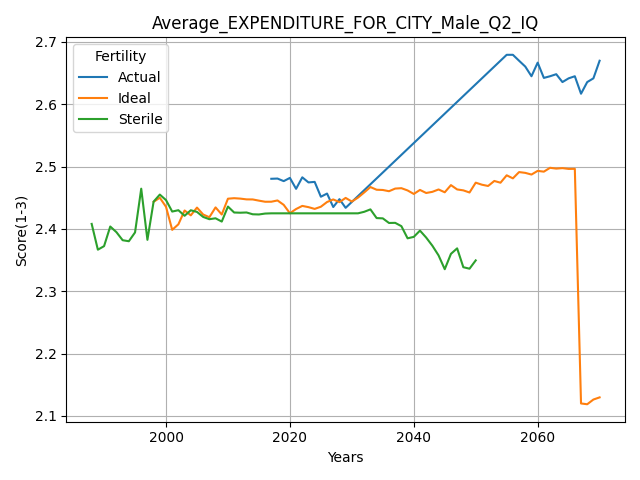 Average_EXPENDITURE_FOR_CITY_Male_Q2_IQ
Fertility
Actual
Ideal
Sterile
Score(1-3)
2.7
2.6
2.5
2.4
2.3
2.2
2.1
2000
2020
2040
2060
Years